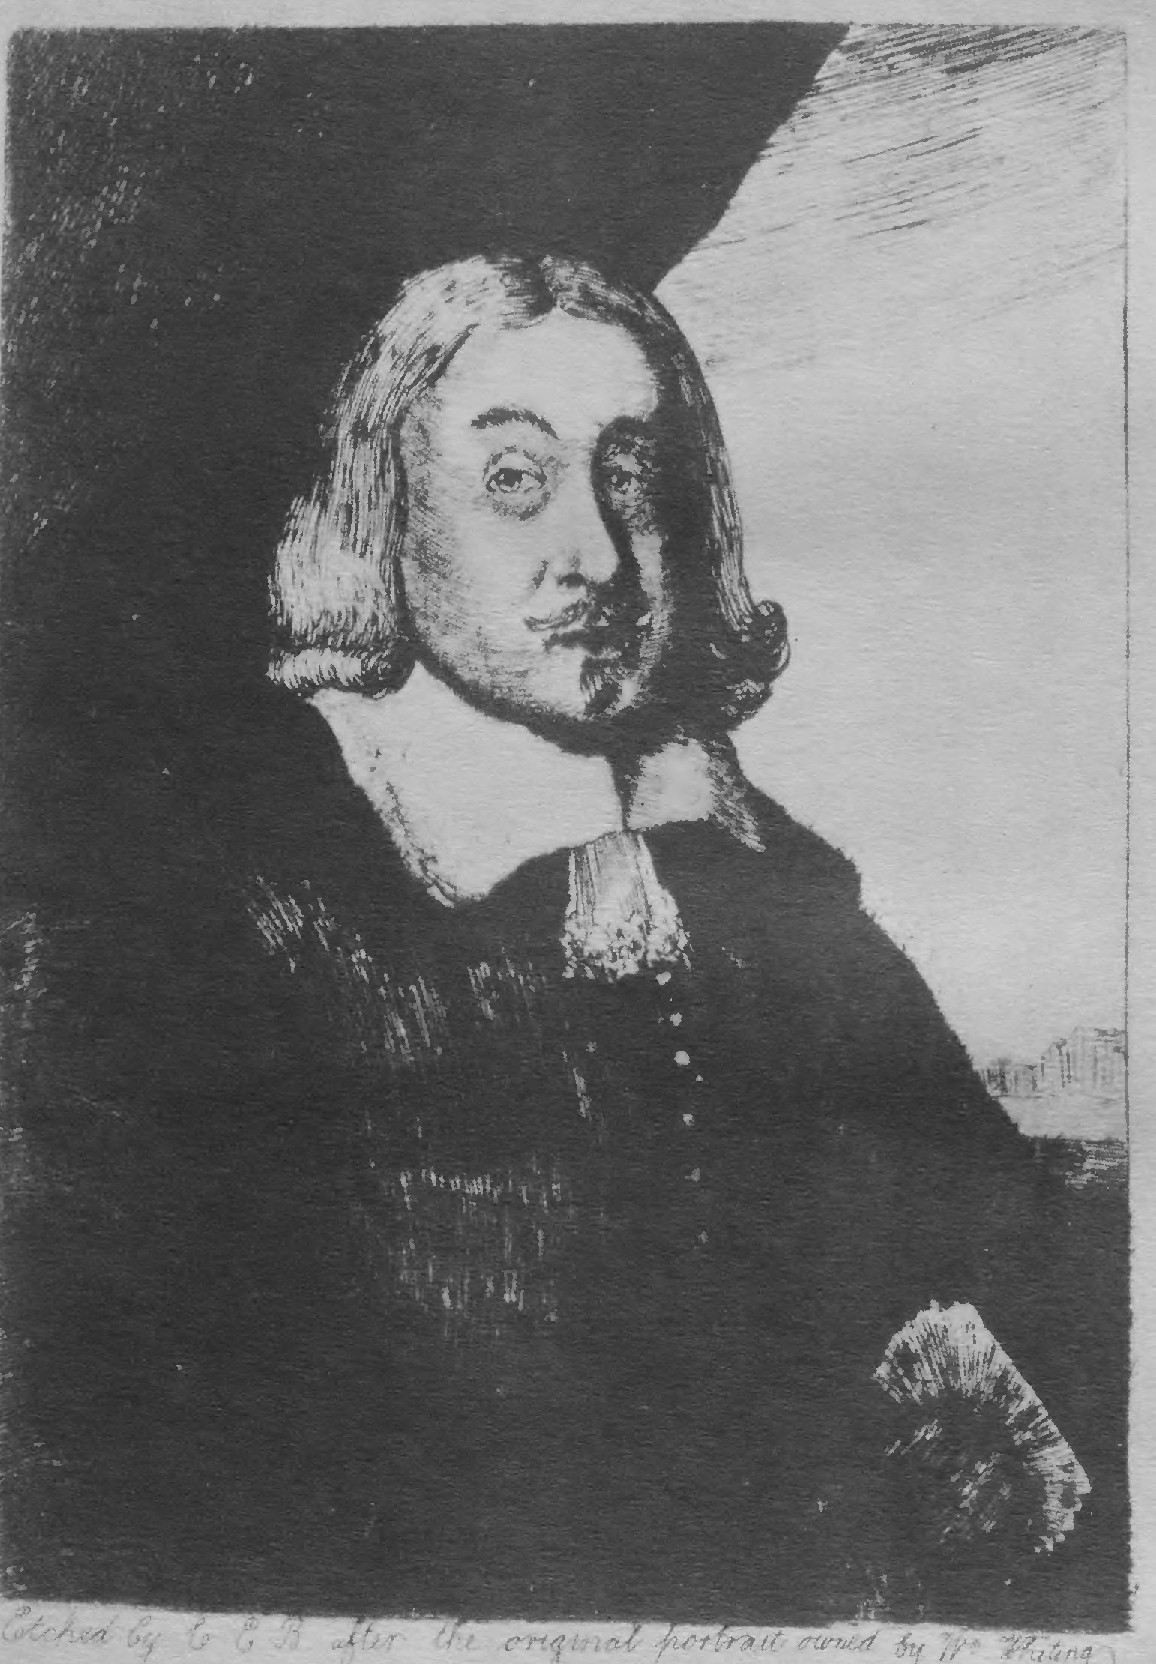 Etched by E E B after the original portrait owned by Wm Whiting